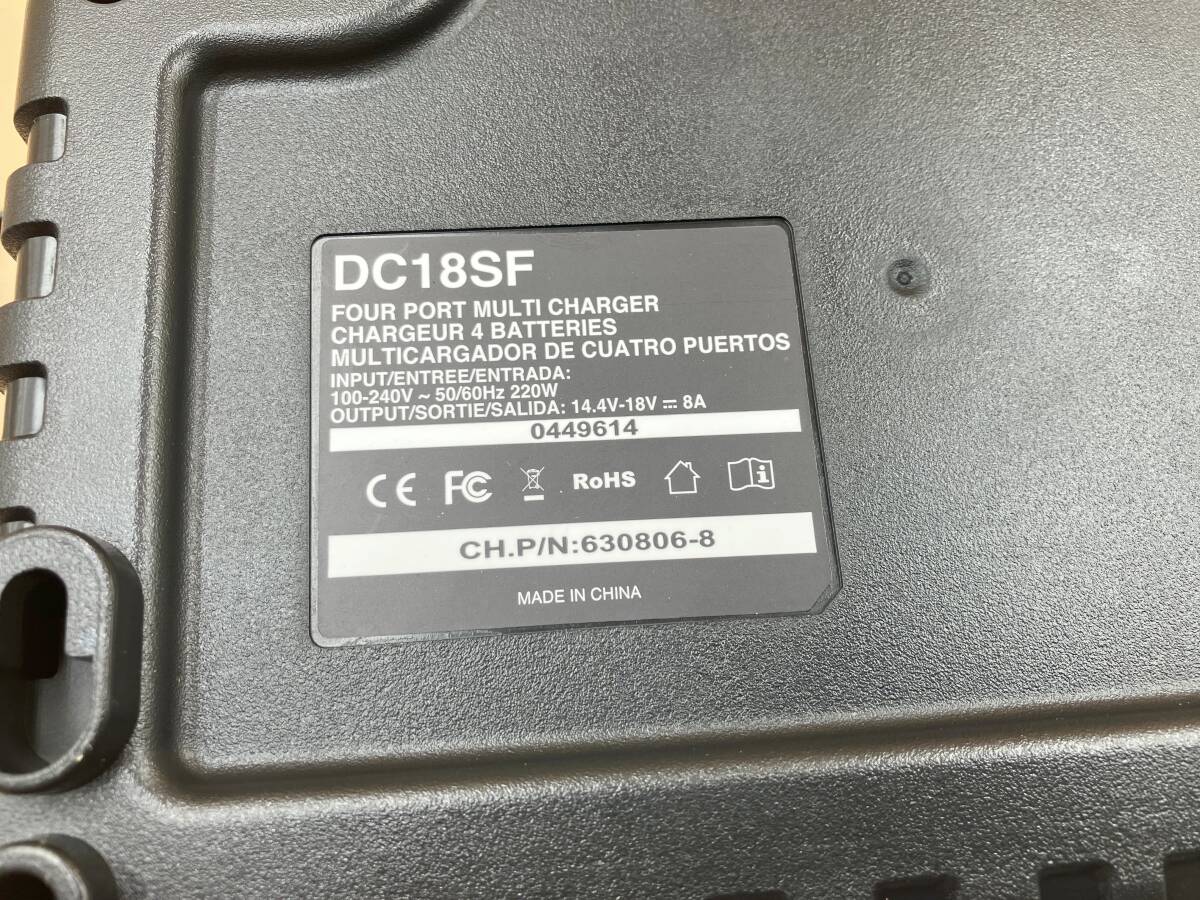 DC18SF
FOUR PORT MULTI CHARGER
CHARGEUR 4 BATTERIES
MULTICARGADOR DE CUATRO PUERTOS
INPUT/ENTREE/ENTRADA:
100-240V ~ 50/60Hz 220W
OUTPUT/SORTIE/SALIDA: 14.4V-18V ⎓ 8A
0449614
CE FC RoHS i
CH.P/N:630806-8
MADE IN CHINA